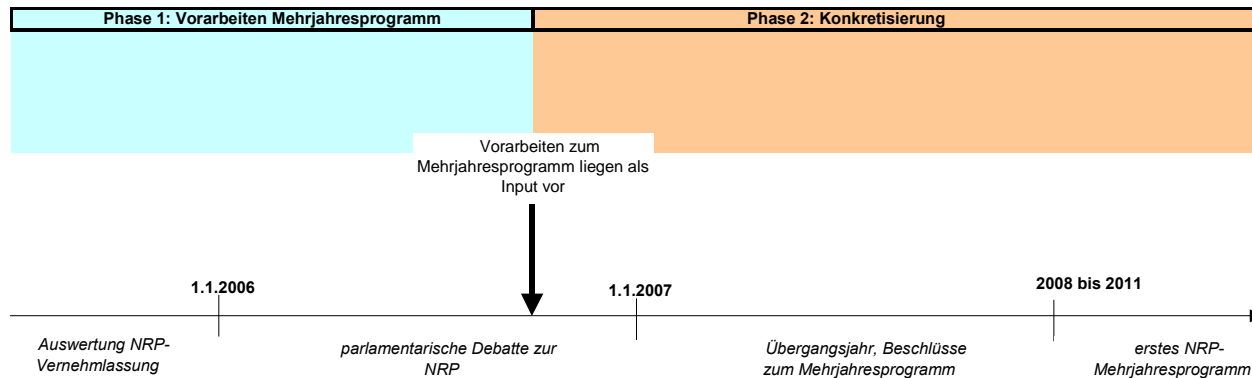 Phase 1: Vorarbeiten Mehrjahresprogramm
Phase 2: Konkretisierung
Vorarbeiten zum
Mehrjahresprogramm liegen als
Input vor
1.1.2006
1.1.2007
2008 bis 2011
Auswertung NRP-
Vernehmlassung
parlamentarische Debatte zur
NRP
Übergangsjahr, Beschlüsse
zum Mehrjahresprogramm
erstes NRP-
Mehrjahresprogramm